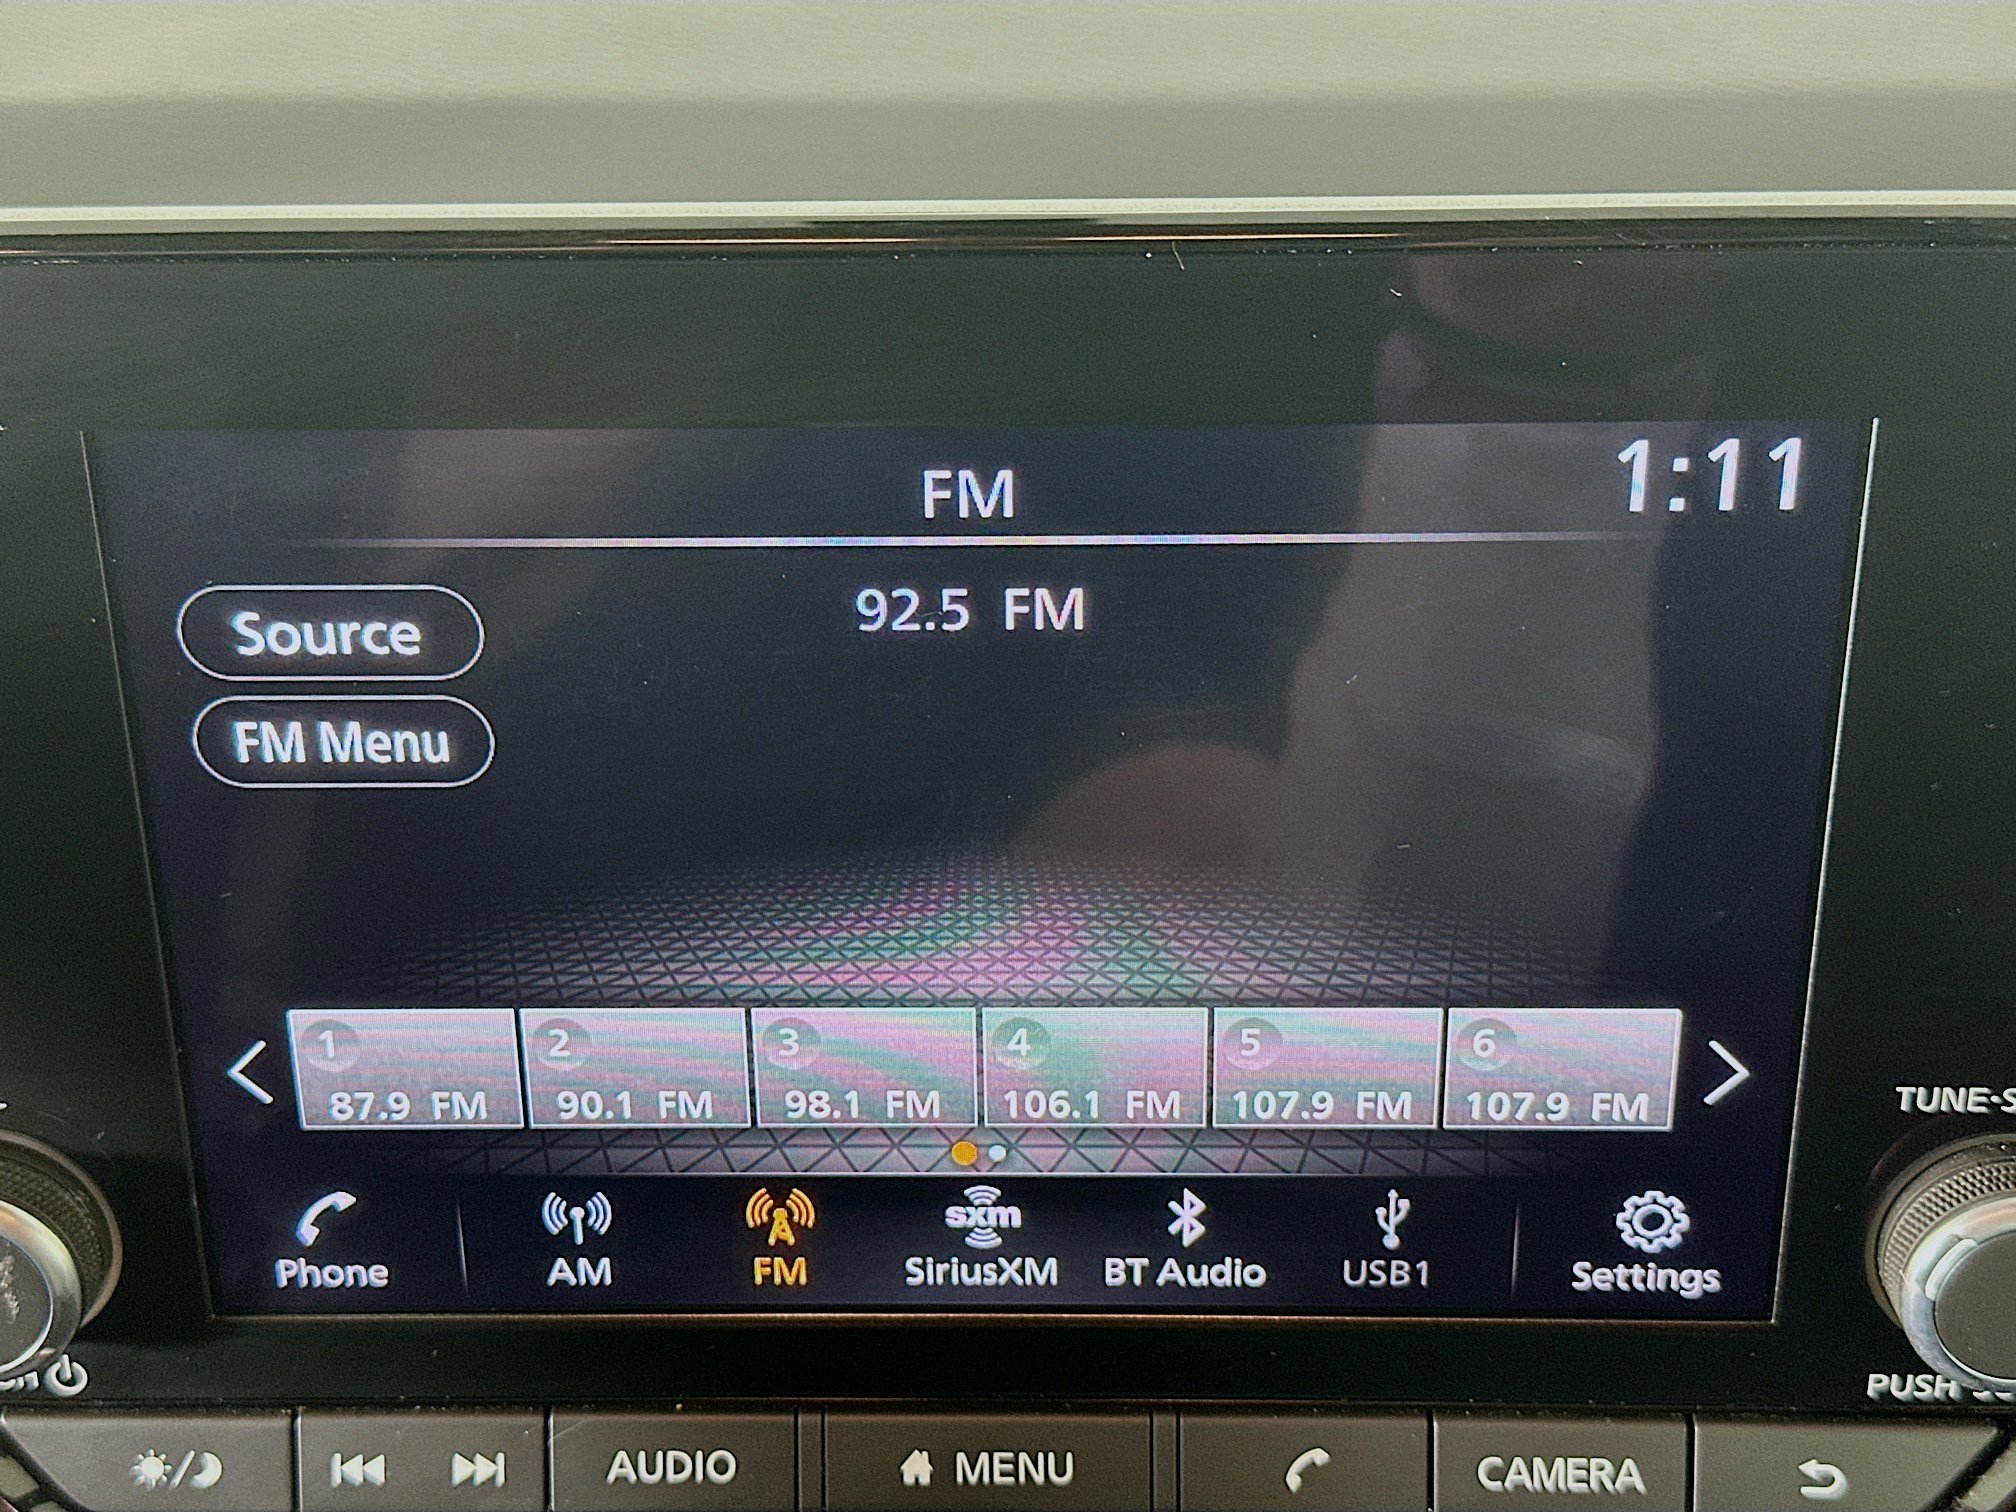 FM
1:11
92.5 FM
Source
FM Menu
1 2 3 4 5 6
87.9 FM 90.1 FM 98.1 FM 106.1 FM 107.9 FM 107.9 FM
sxm
Phone AM FM SiriusXM BT Audio USB1 Settings
PUSH
AUDIO MENU CAMERA